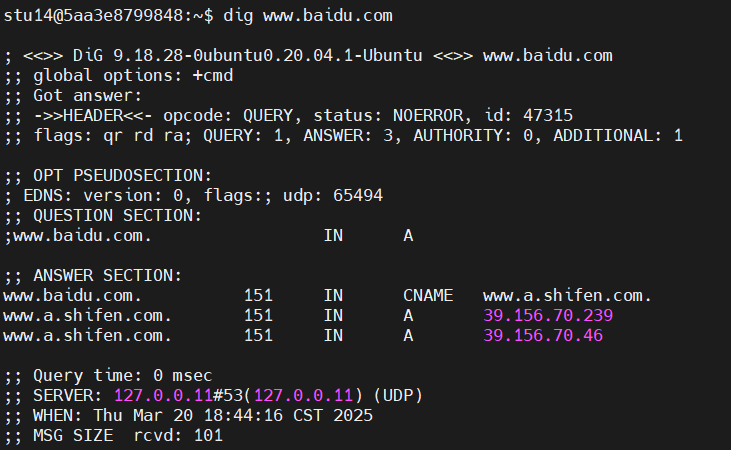 stu14@5aa3e8799848:~$ dig www.baidu.com
; <<>> DiG 9.18.28-0ubuntu0.20.04.1-Ubuntu <<>> www.baidu.com
;; global options: +cmd
;; Got answer:
;; ->>HEADER<<- opcode: QUERY, status: NOERROR, id: 47315
;; flags: qr rd ra; QUERY: 1, ANSWER: 3, AUTHORITY: 0, ADDITIONAL: 1
;; OPT PSEUDOSECTION:
; EDNS: version: 0, flags:; udp: 65494
;; QUESTION SECTION:
;www.baidu.com. IN A
;; ANSWER SECTION:
www.baidu.com. 151 IN CNAME www.a.shifen.com.
www.a.shifen.com. 151 IN A 39.156.70.239
www.a.shifen.com. 151 IN A 39.156.70.46
;; Query time: 0 msec
;; SERVER: 127.0.0.11#53(127.0.0.11) (UDP)
;; WHEN: Thu Mar 20 18:44:16 CST 2025
;; MSG SIZE  rcvd: 101